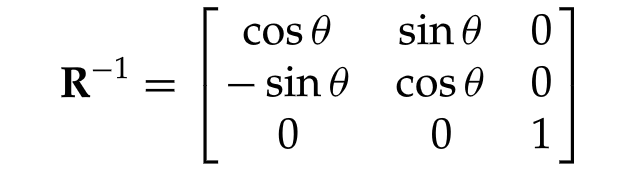 R⁻¹ = [ cos θ sin θ 0
− sin θ cos θ 0
0 0 1 ]